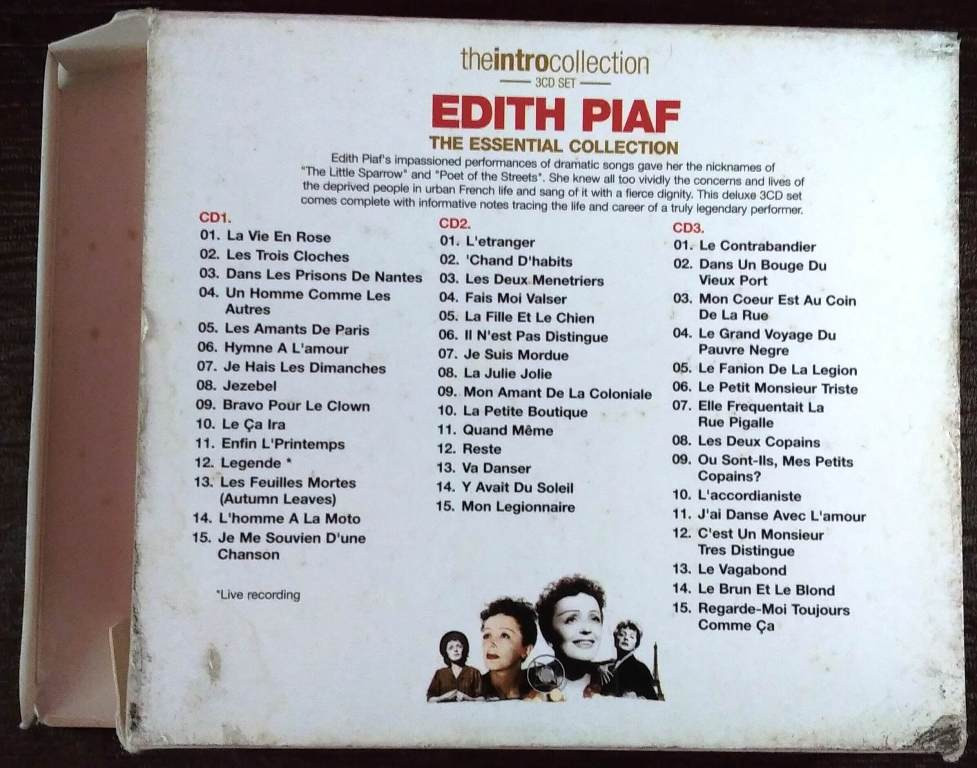 theintrocollection
3CD SET
EDITH PIAF
THE ESSENTIAL COLLECTION
Edith Piaf's impassioned performances of dramatic songs gave her the nicknames of
"The Little Sparrow" and "Poet of the Streets". She knew all too vividly the concerns and lives of
the deprived people in urban French life and sang of it with a fierce dignity. This deluxe 3CD set
comes complete with informative notes tracing the life and career of a truly legendary performer.
CD1.
01. La Vie En Rose
02. Les Trois Cloches
03. Dans Les Prisons De Nantes
04. Un Homme Comme Les
Autres
05. Les Amants De Paris
06. Hymne A L'amour
07. Je Hais Les Dimanches
08. Jezebel
09. Bravo Pour Le Clown
10. Le Ça Ira
11. Enfin L'Printemps
12. Legende *
13. Les Feuilles Mortes
(Autumn Leaves)
14. L'homme A La Moto
15. Je Me Souvien D'une
Chanson
*Live recording
CD2.
01. L'etranger
02. 'Chand D'habits
03. Les Deux Menetriers
04. Fais Moi Valser
05. La Fille Et Le Chien
06. Il N'est Pas Distingue
07. Je Suis Mordue
08. La Julie Jolie
09. Mon Amant De La Coloniale
10. La Petite Boutique
11. Quand Même
12. Reste
13. Va Danser
14. Y Avait Du Soleil
15. Mon Legionnaire
CD3.
01. Le Contrabandier
02. Dans Un Bouge Du
Vieux Port
03. Mon Coeur Est Au Coin
De La Rue
04. Le Grand Voyage Du
Pauvre Negre
05. Le Fanion De La Legion
06. Le Petit Monsieur Triste
07. Elle Frequentait La
Rue Pigalle
08. Les Deux Copains
09. Ou Sont-Ils, Mes Petits
Copains?
10. L'accordianiste
11. J'ai Danse Avec L'amour
12. C'est Un Monsieur
Tres Distingue
13. Le Vagabond
14. Le Brun Et Le Blond
15. Regarde-Moi Toujours
Comme Ça